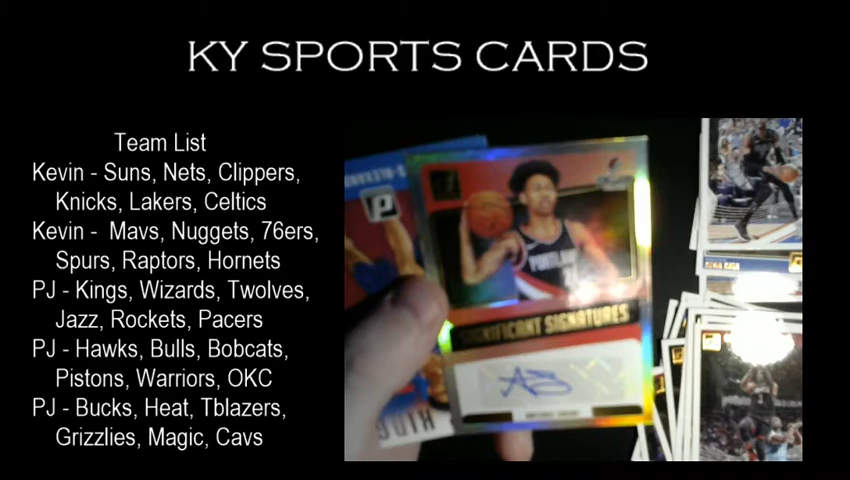 KY SPORTS CARDS
Team List
Kevin - Suns, Nets, Clippers,
Knicks, Lakers, Celtics
Kevin - Mavs, Nuggets, 76ers,
Spurs, Raptors, Hornets
PJ - Kings, Wizards, Twolves,
Jazz, Rockets, Pacers
PJ - Hawks, Bulls, Bobcats,
Pistons, Warriors, OKC
PJ - Bucks, Heat, Tblazers,
Grizzlies, Magic, Cavs
PORTLAND
SIGNIFICANT SIGNATURES